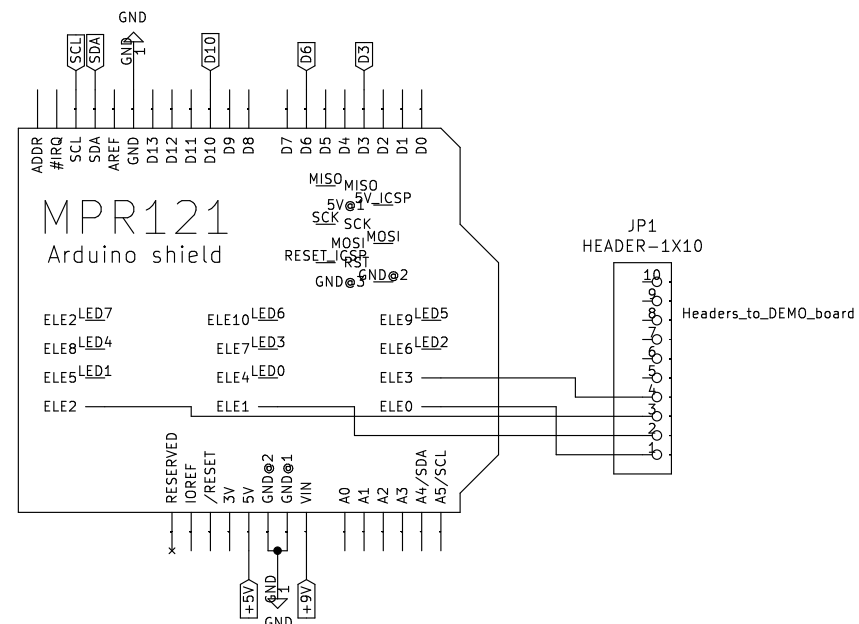 GND
GND 1
SCL SDA D10 D6 D3
ADDR #IRQ SCL SDA AREF GND D13 D12 D11 D10 D9 D8 D7 D6 D5 D4 D3 D2 D1 D0
MPR121
Arduino shield
MISO MISO
5V@1 5V_ICSP
SCK SCK
MOSI MOSI
RESET_ICSP RST
GND@3 GND@2
JP1
HEADER-1X10
10
9
8
7
6
5
4
3
2
1
Headers_to_DEMO_board
ELE2 LED7 ELE10 LED6 ELE9 LED5
ELE8 LED4 ELE7 LED3 ELE6 LED2
ELE5 LED1 ELE4 LED0 ELE3
ELE2 ELE1 ELE0
RESERVED IOREF /RESET 3V 5V GND@2 GND@1 VIN A0 A1 A2 A3 A4/SDA A5/SCL
+5V GND 1 +9V
GND